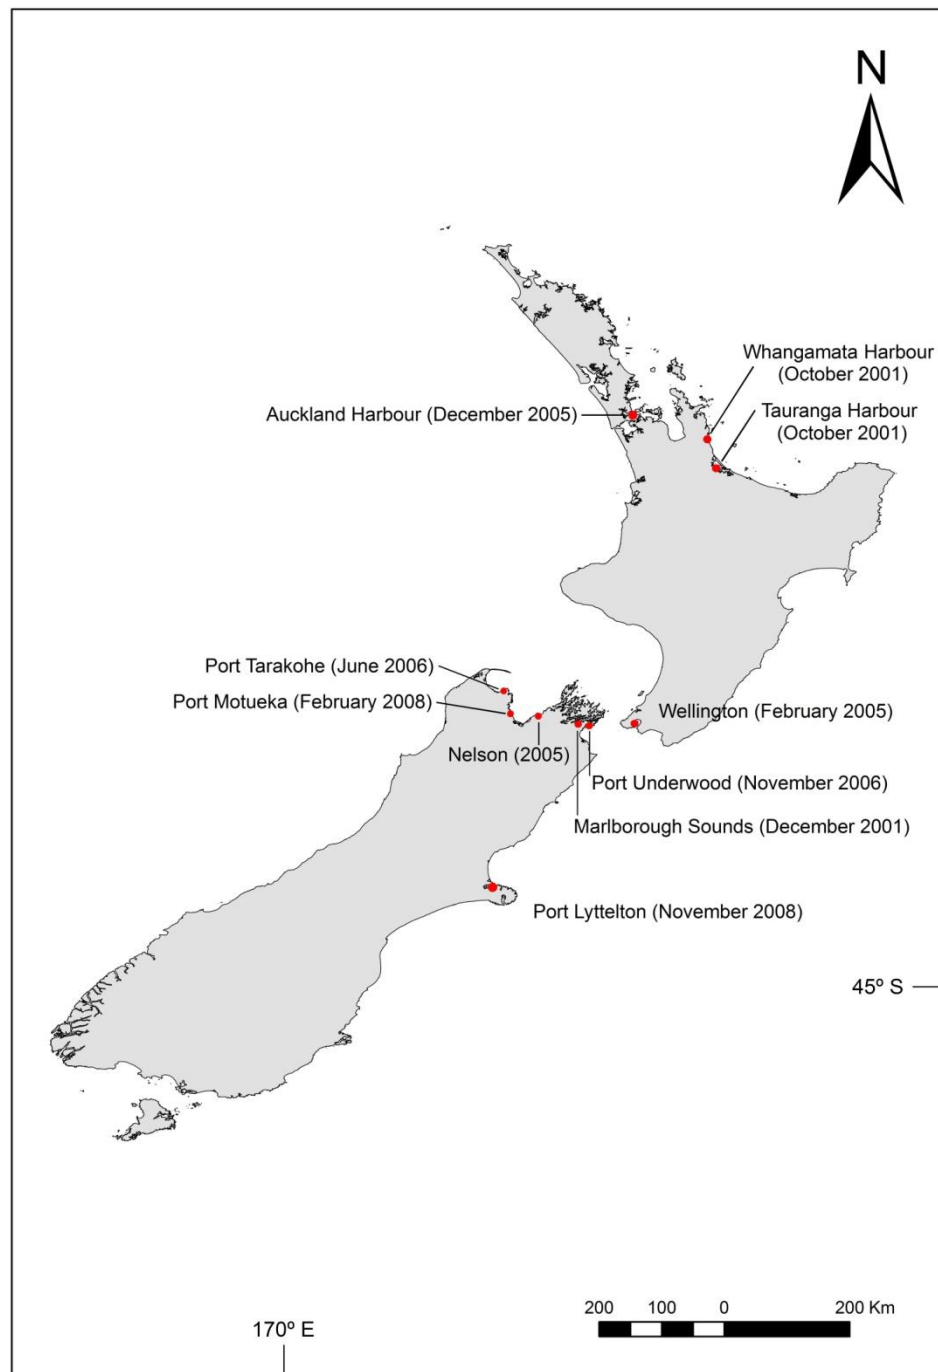 N
Whangamata Harbour
(October 2001)
Auckland Harbour (December 2005)
Tauranga Harbour
(October 2001)
Port Tarakohe (June 2006)
Port Motueka (February 2008)
Wellington (February 2005)
Nelson (2005)
Port Underwood (November 2006)
Marlborough Sounds (December 2001)
Port Lyttelton (November 2008)
45º S
170º E
200 100 0 200 Km